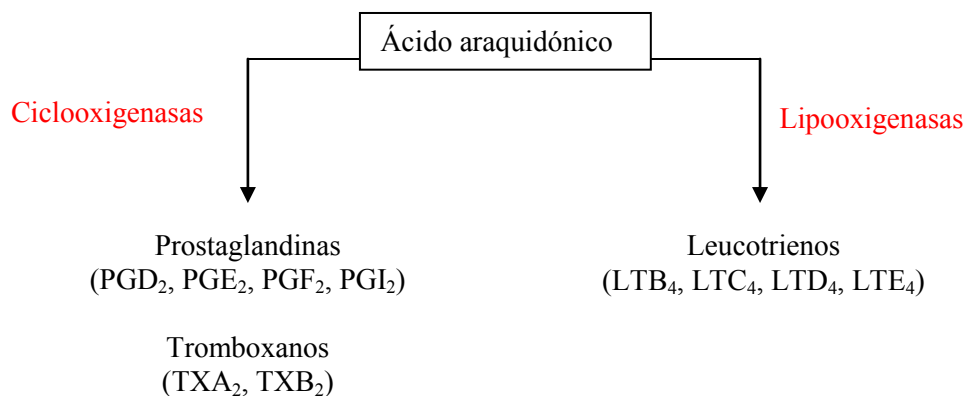 Ácido araquidónico
Ciclooxigenasas
Lipooxigenasas
Prostaglandinas
(PGD₂, PGE₂, PGF₂, PGI₂)
Leucotrienos
(LTB₄, LTC₄, LTD₄, LTE₄)
Tromboxanos
(TXA₂, TXB₂)